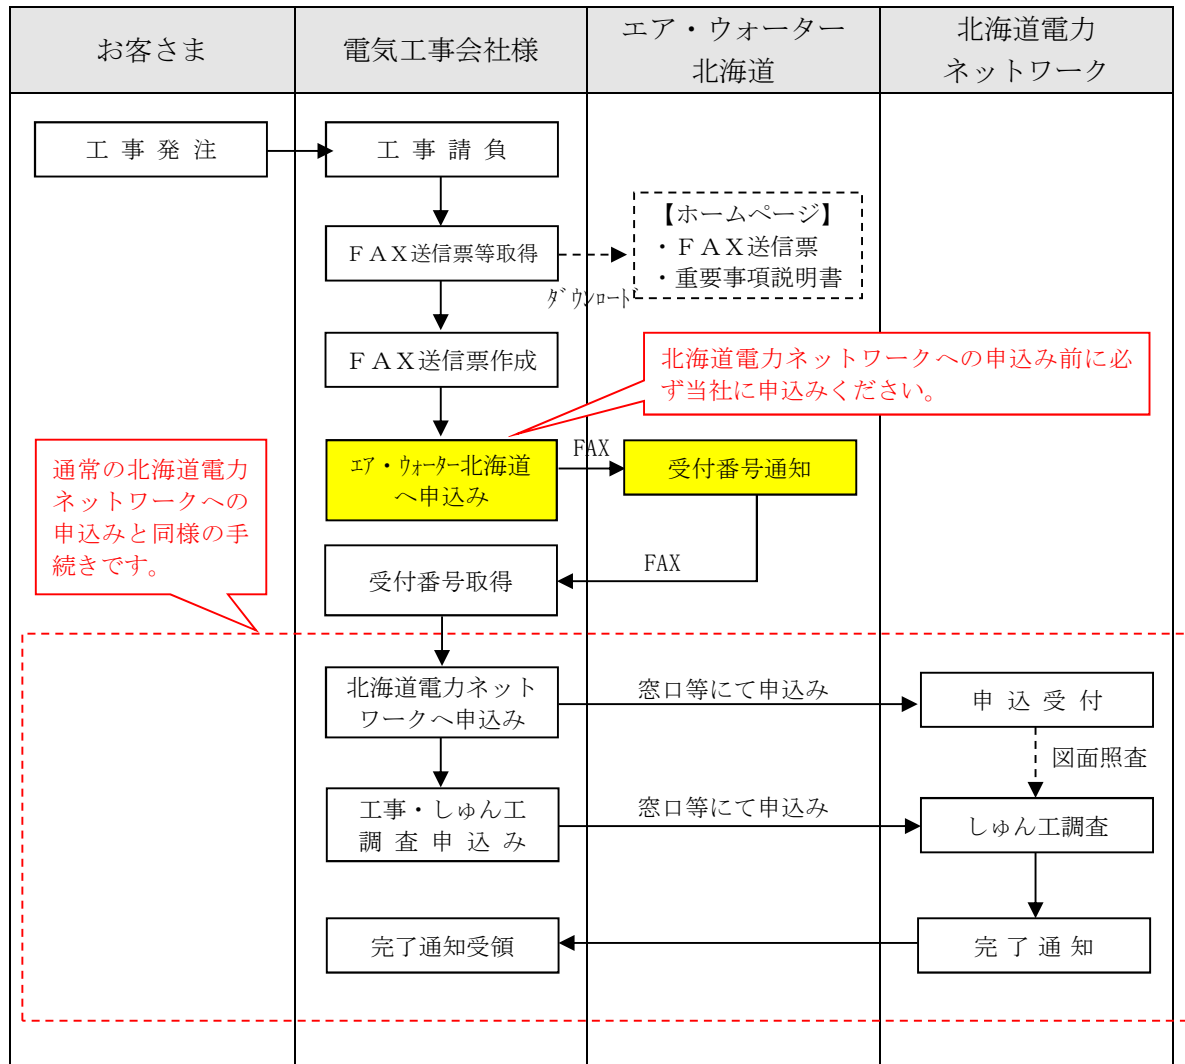 お客さま
電気工事会社様
エア・ウォーター
北海道
北海道電力
ネットワーク
工事発注
工事請負
ＦＡＸ送信票等取得
ﾀﾞｳﾝﾛｰﾄﾞ
【ホームページ】
・ＦＡＸ送信票
・重要事項説明書
ＦＡＸ送信票作成
北海道電力ネットワークへの申込み前に必
ず当社に申込みください。
通常の北海道電力
ネットワークへの
申込みと同様の手
続きです。
ｴｱ・ｳｫｰﾀｰ北海道
へ申込み
FAX
受付番号通知
FAX
受付番号取得
北海道電力ネット
ワークへ申込み
窓口等にて申込み
申込受付
図面照査
工事・しゅん工
調査申込み
窓口等にて申込み
しゅん工調査
完了通知受領
完了通知